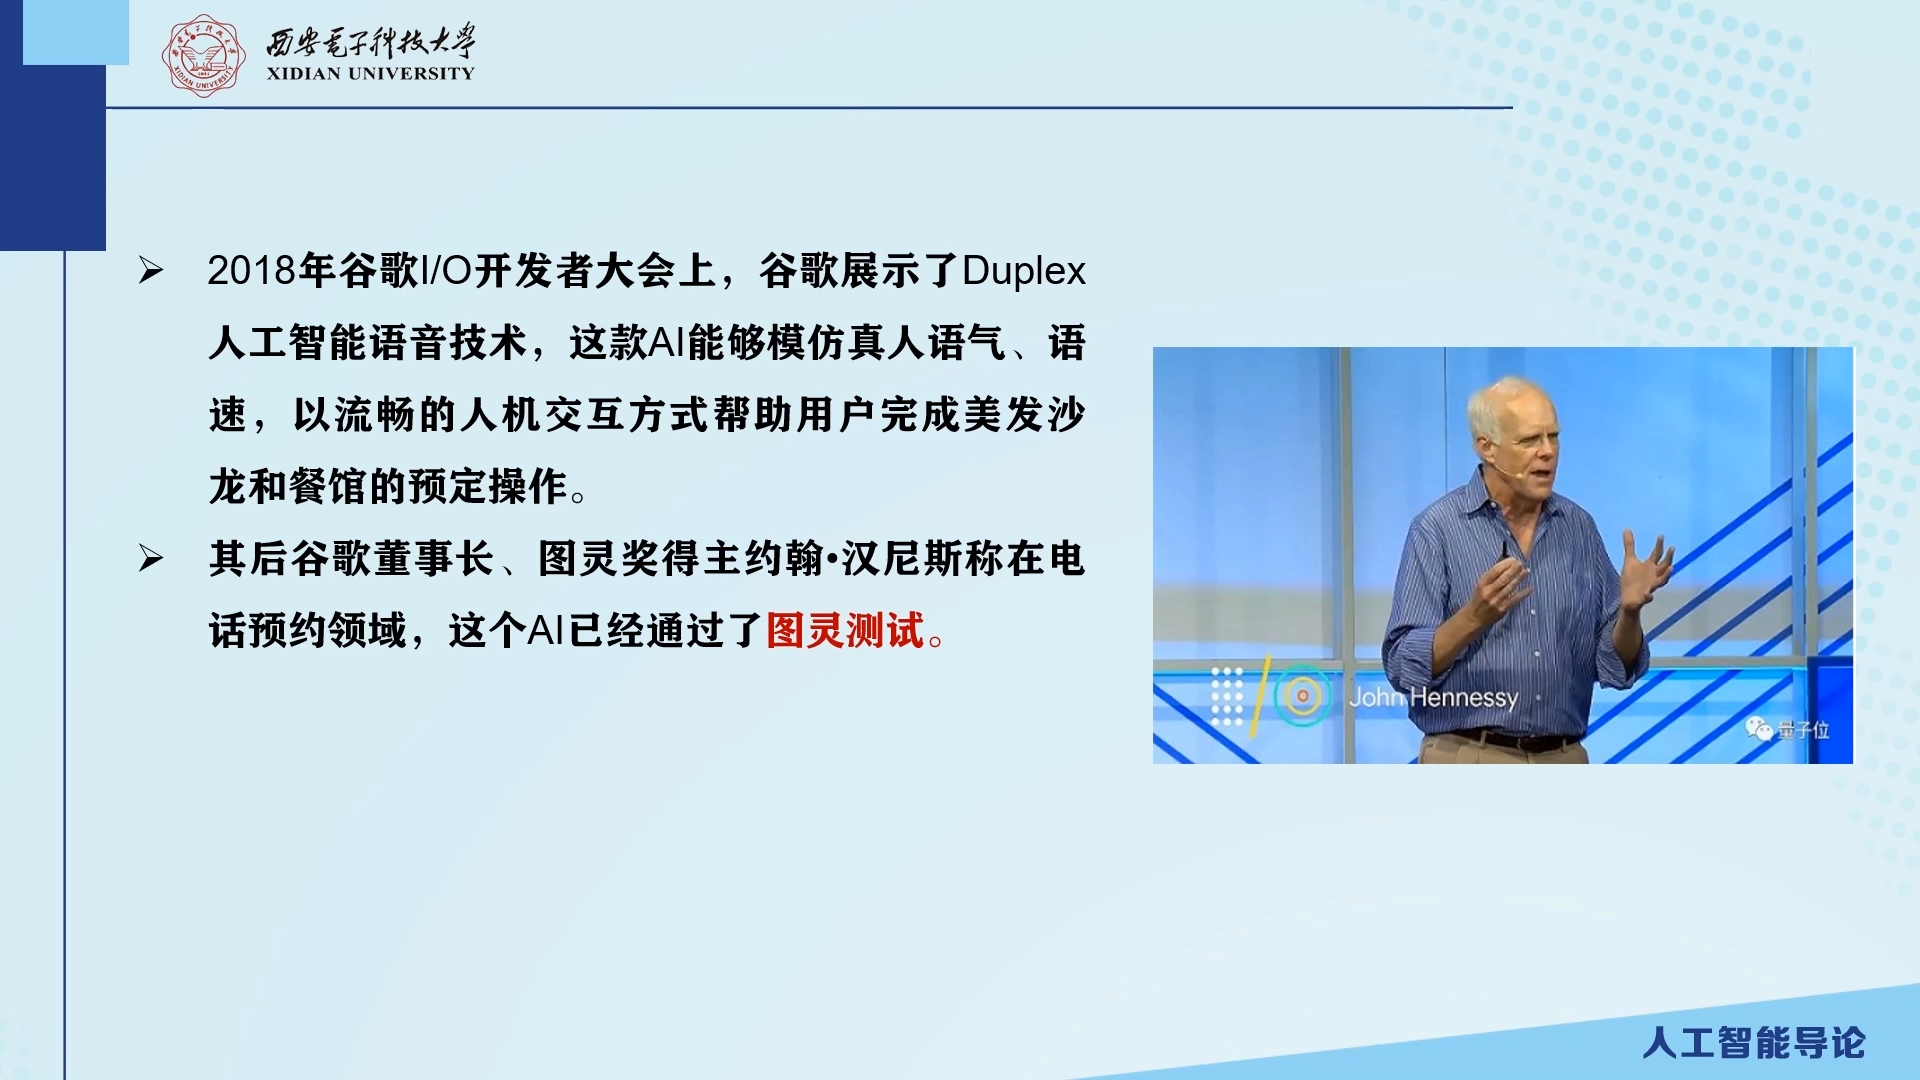 西安电子科技大学
XIDIAN UNIVERSITY
➢ 2018年谷歌I/O开发者大会上，谷歌展示了Duplex
人工智能语音技术，这款AI能够模仿真人语气、语
速，以流畅的人机交互方式帮助用户完成美发沙
龙和餐馆的预定操作。
➢ 其后谷歌董事长、图灵奖得主约翰•汉尼斯称在电
话预约领域，这个AI已经通过了图灵测试。
I/O John Hennessy
量子位
人工智能导论